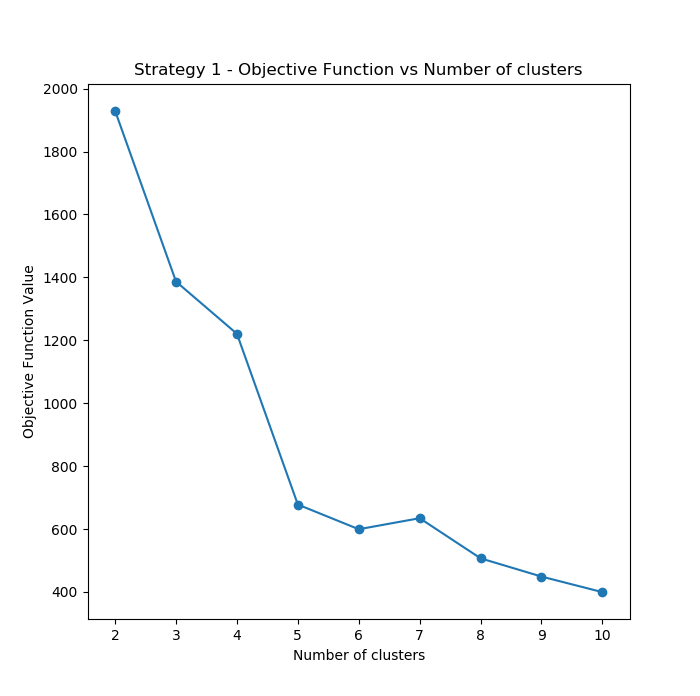 Strategy 1 - Objective Function vs Number of clusters
2000
1800
1600
1400
1200
1000
800
600
400
Objective Function Value
2 3 4 5 6 7 8 9 10
Number of clusters